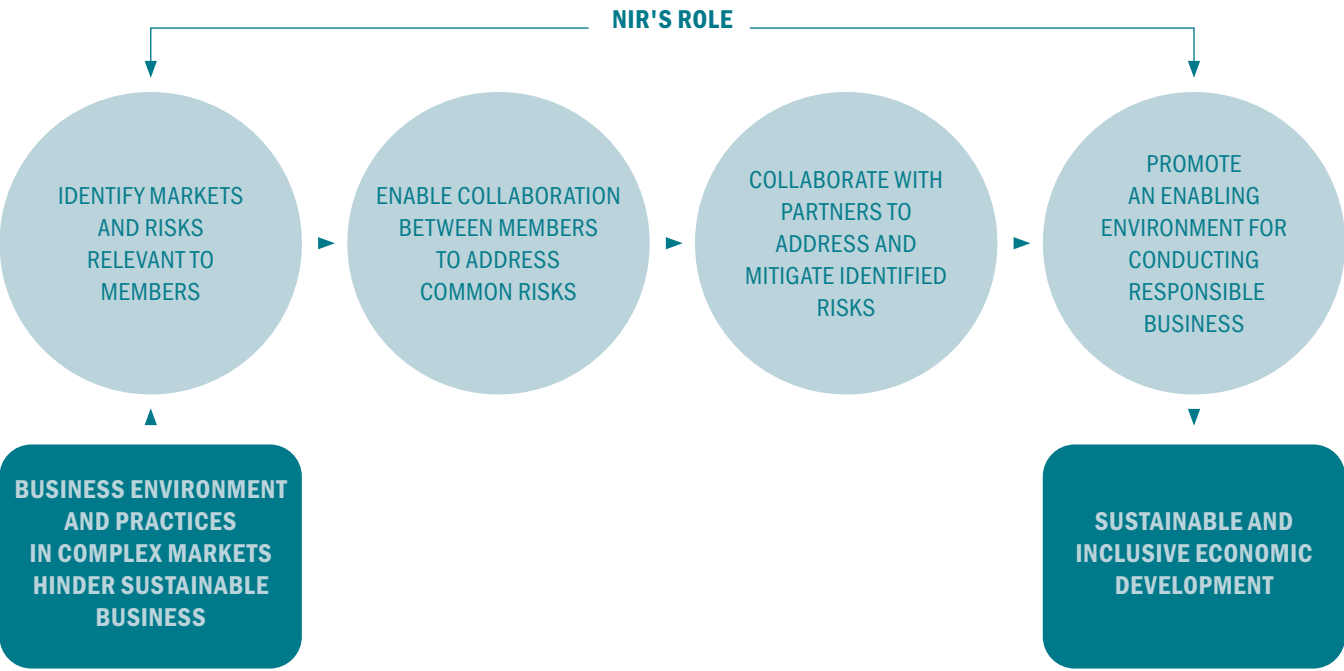 NIR'S ROLE
IDENTIFY MARKETS
AND RISKS
RELEVANT TO
MEMBERS
ENABLE COLLABORATION
BETWEEN MEMBERS
TO ADDRESS
COMMON RISKS
COLLABORATE WITH
PARTNERS TO
ADDRESS AND
MITIGATE IDENTIFIED
RISKS
PROMOTE
AN ENABLING
ENVIRONMENT FOR
CONDUCTING
RESPONSIBLE
BUSINESS
BUSINESS ENVIRONMENT
AND PRACTICES
IN COMPLEX MARKETS
HINDER SUSTAINABLE
BUSINESS
SUSTAINABLE AND
INCLUSIVE ECONOMIC
DEVELOPMENT